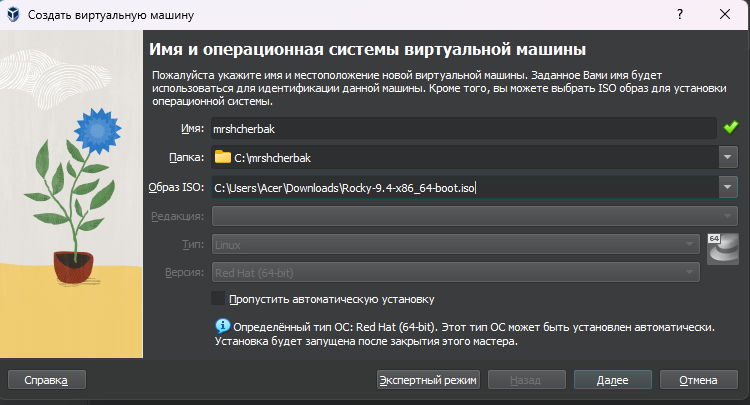 Создать виртуальную машину
?
Имя и операционная системы виртуальной машины
Пожалуйста укажите имя и местоположение новой виртуальной машины. Заданное Вами имя будет
использоваться для идентификации данной машины. Кроме того, вы можете выбрать ISO образ для установки
операционной системы.
Имя: mrshcherbak
Папка: C:\mrshcherbak
Образ ISO: C:\Users\Acer\Downloads\Rocky-9.4-x86_64-boot.iso
Редакция:
Тип: Linux
64
Версия: Red Hat (64-bit)
Пропустить автоматическую установку
Определённый тип ОС: Red Hat (64-bit). Этот тип ОС может быть установлен автоматически.
Установка будет запущена после закрытия этого мастера.
Справка Экспертный режим Назад Далее Отмена